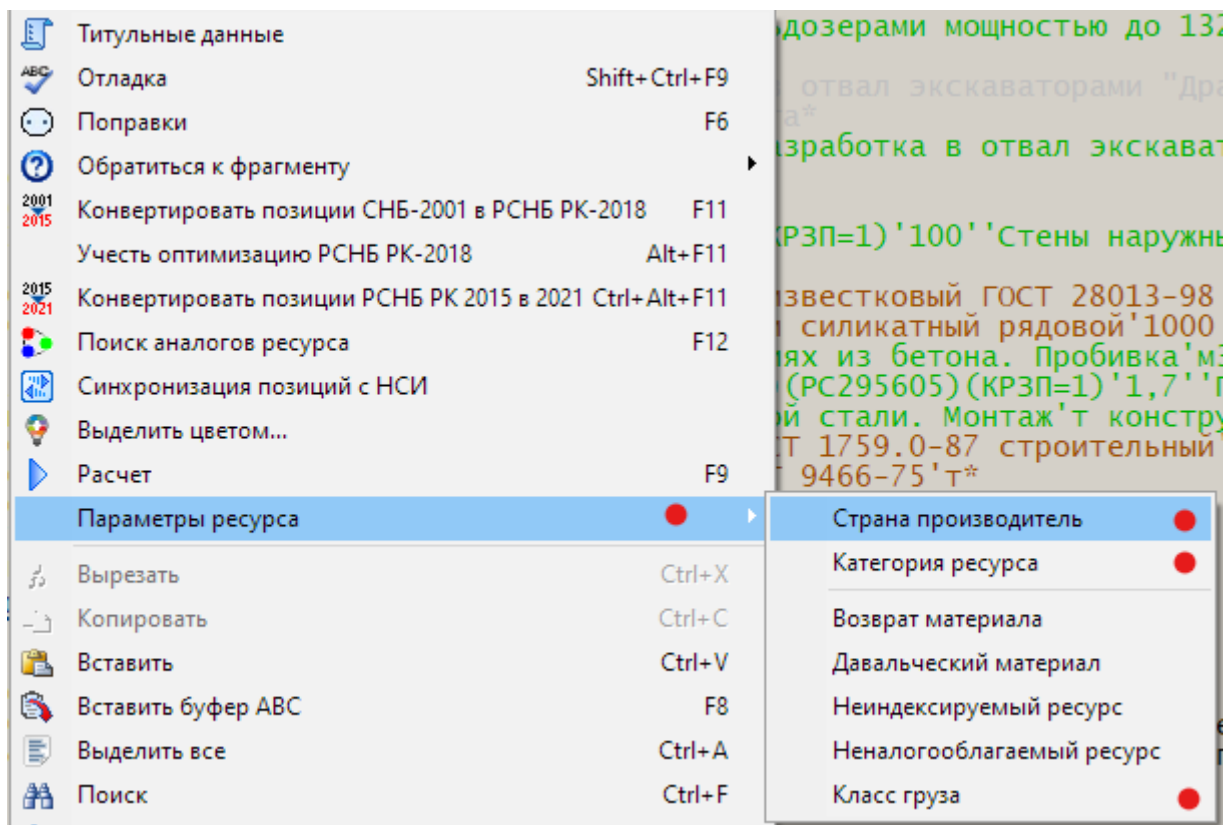 Титульные данные
Отладка Shift+Ctrl+F9
Поправки F6
Обратиться к фрагменту
2001 2015 Конвертировать позиции СНБ-2001 в РСНБ РК-2018 F11
Учесть оптимизацию РСНБ РК-2018 Alt+F11
2015 2021 Конвертировать позиции РСНБ РК 2015 в 2021 Ctrl+Alt+F11
Поиск аналогов ресурса F12
Синхронизация позиций с НСИ
Выделить цветом...
Расчет F9
Параметры ресурса
Вырезать Ctrl+X
Копировать Ctrl+C
Вставить Ctrl+V
Вставить буфер АВС F8
Выделить все Ctrl+A
Поиск Ctrl+F
Страна производитель
Категория ресурса
Возврат материала
Давальческий материал
Неиндексируемый ресурс
Неналогооблагаемый ресурс
Класс груза
дозерами мощностью до 132
отвал экскаваторами "Дра
а*
зработка в отвал экскават
КРЗП=1)'100''Стены наружны
известковый ГОСТ 28013-98
силикатный рядовой'1000
иях из бетона. Пробивка'м3
(РС295605)(КРЗП=1)'1,7''П
ой стали. Монтаж'т констру
Т 1759.0-87 строительный'
9466-75'т*